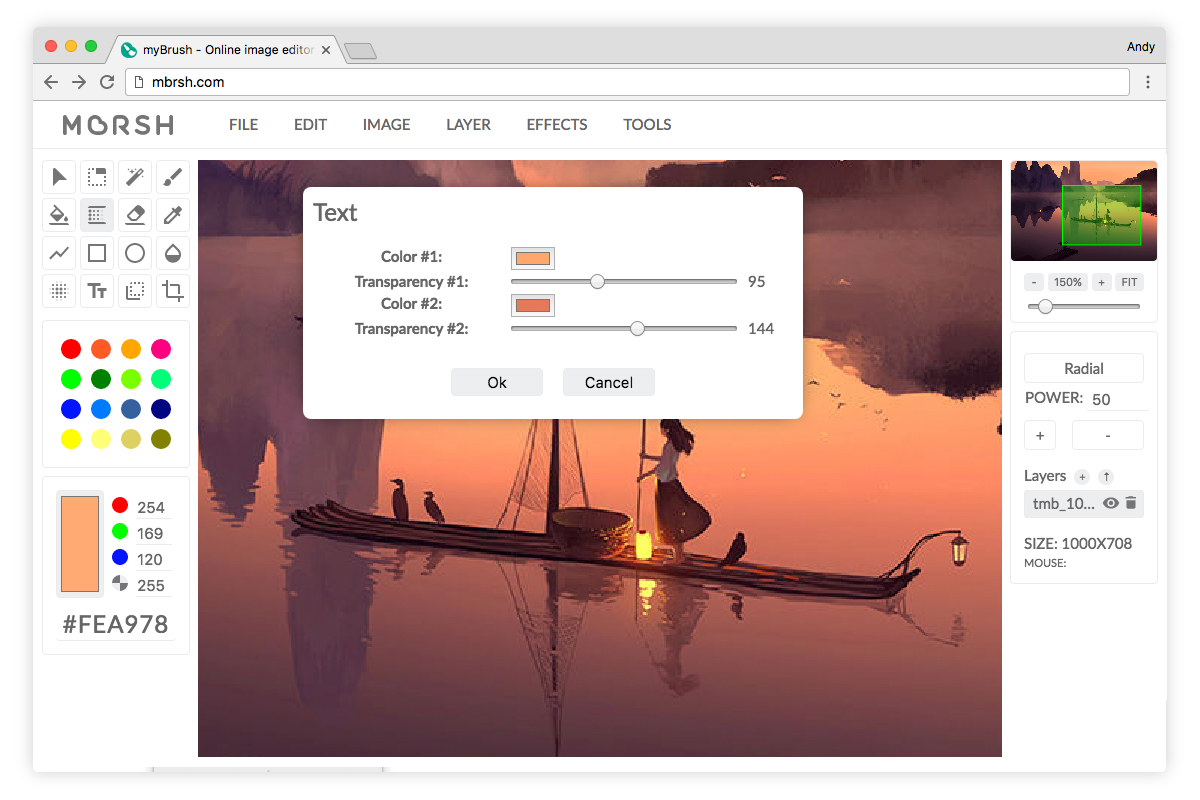 myBrush - Online image editor
Andy
mbrsh.com
MBRSH
FILE EDIT IMAGE LAYER EFFECTS TOOLS
Tt
254
169
120
255
#FEA978
Text
Color #1:
Transparency #1: 95
Color #2:
Transparency #2: 144
Ok Cancel
- 150% + FIT
Radial
POWER: 50
+ -
Layers + ↑
tmb_10...
SIZE: 1000X708
MOUSE: